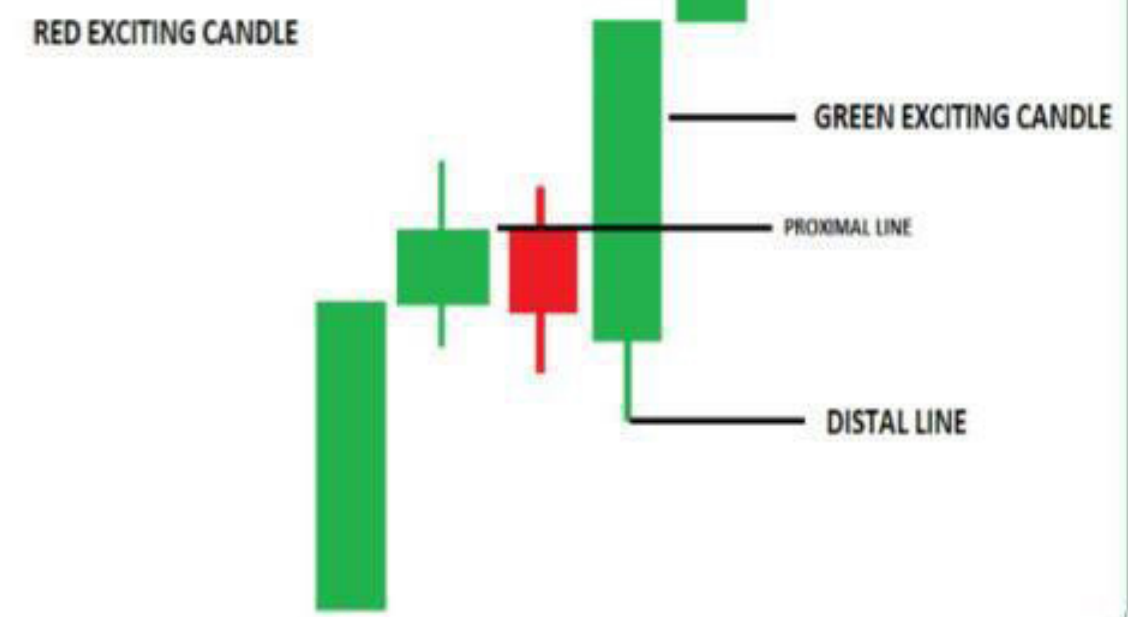 RED EXCITING CANDLE
GREEN EXCITING CANDLE
PROXIMAL LINE
DISTAL LINE